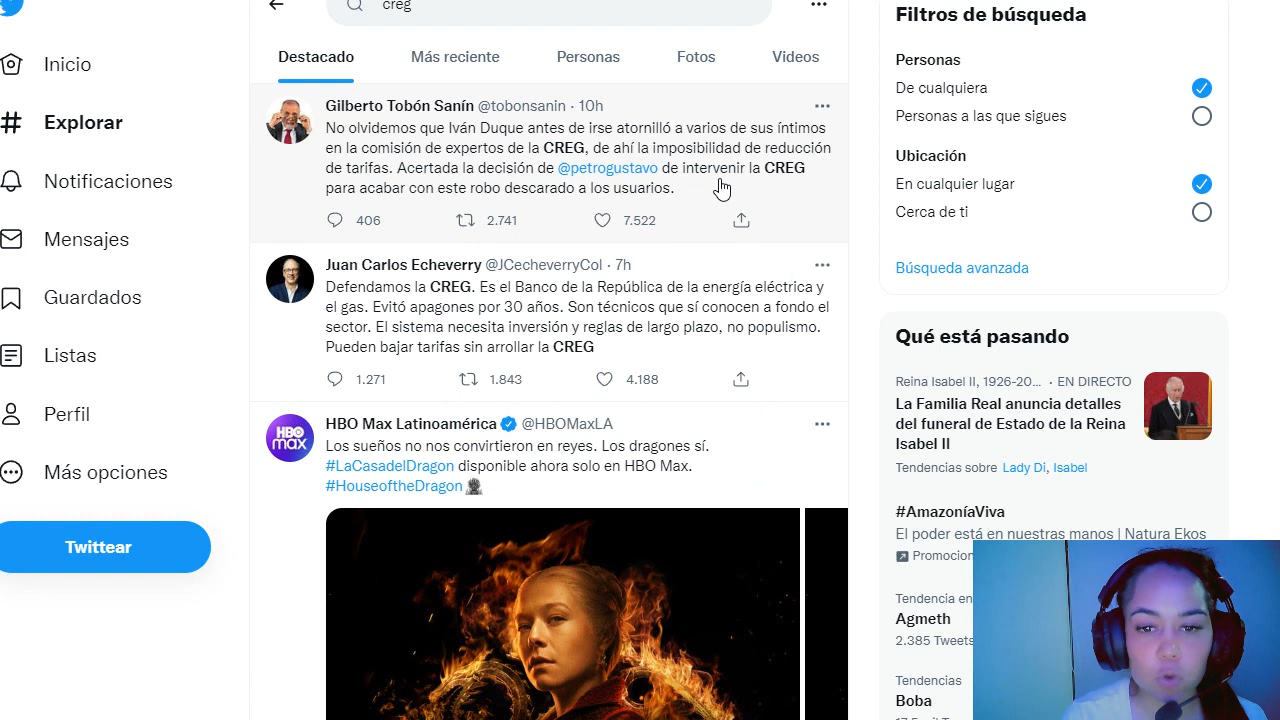 creg
Inicio
Explorar
Notificaciones
Mensajes
Guardados
Listas
Perfil
Más opciones
Twittear
Destacado
Más reciente
Personas
Fotos
Videos
Gilberto Tobón Sanín @tobonsanin · 10h
No olvidemos que Iván Duque antes de irse atornilló a varios de sus íntimos
en la comisión de expertos de la CREG, de ahí la imposibilidad de reducción
de tarifas. Acertada la decisión de @petrogustavo de intervenir la CREG
para acabar con este robo descarado a los usuarios.
406 2.741 7.522
Juan Carlos Echeverry @JCecheverryCol · 7h
Defendamos la CREG. Es el Banco de la República de la energía eléctrica y
el gas. Evitó apagones por 30 años. Son técnicos que sí conocen a fondo el
sector. El sistema necesita inversión y reglas de largo plazo, no populismo.
Pueden bajar tarifas sin arrollar la CREG
1.271 1.843 4.188
HBO max
HBO Max Latinoamérica @HBOMaxLA
Los sueños no nos convirtieron en reyes. Los dragones sí.
#LaCasadelDragon disponible ahora solo en HBO Max.
#HouseoftheDragon
Filtros de búsqueda
Personas
De cualquiera
Personas a las que sigues
Ubicación
En cualquier lugar
Cerca de ti
Búsqueda avanzada
Qué está pasando
Reina Isabel II, 1926-20... · EN DIRECTO
La Familia Real anuncia detalles
del funeral de Estado de la Reina
Isabel II
Tendencias sobre Lady Di, Isabel
#AmazoníaViva
El poder está en nuestras manos | Natura Ekos
Promocion
Tendencia en
Agmeth
2.385 Tweets
Tendencias
Boba